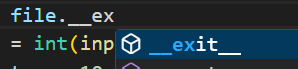 file.__ex
= int(inp __exit__